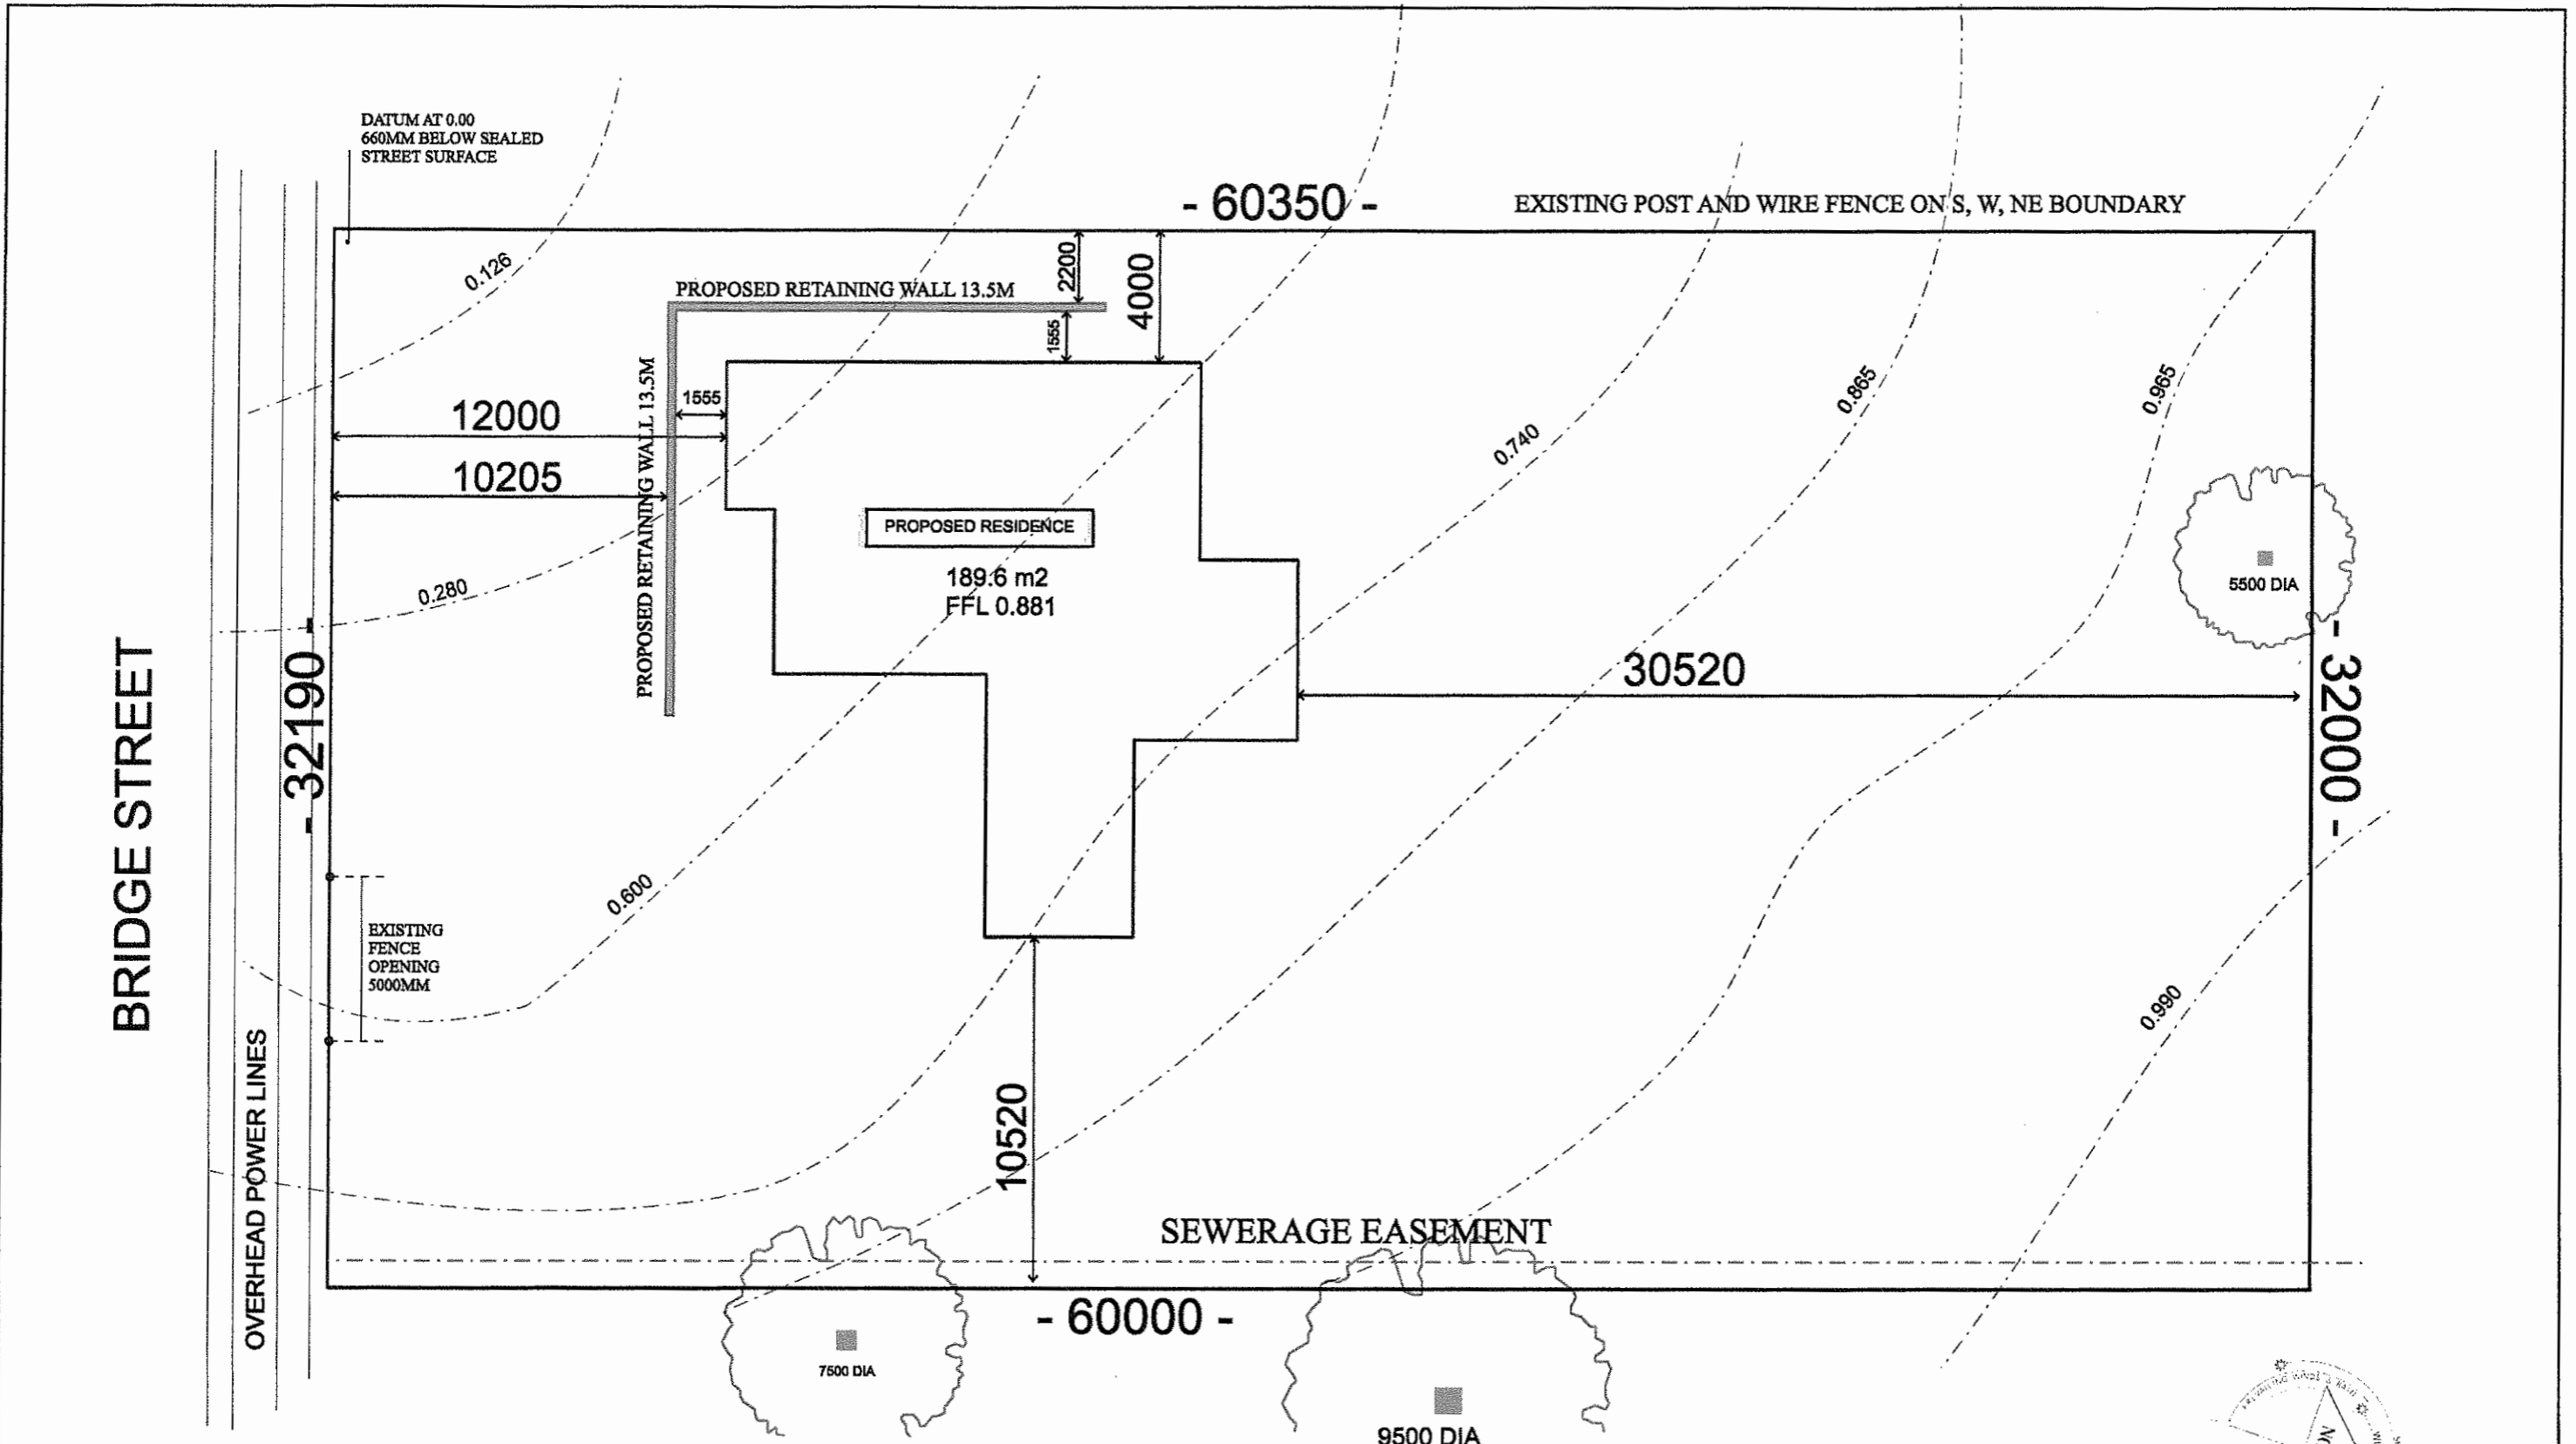 DATUM AT 0.00
660MM BELOW SEALED
STREET SURFACE
- 60350 -
EXISTING POST AND WIRE FENCE ON S, W, NE BOUNDARY
0.126
PROPOSED RETAINING WALL 13.5M
2200
4000
1555
PROPOSED RETAINING WALL 13.5M
1555
12000
10205
0.740
0.865
0.965
PROPOSED RESIDENCE
189.6 m2
FFL 0.881
0.280
5500 DIA
BRIDGE STREET
- 32190 -
30520
- 32000 -
0.600
EXISTING
FENCE
OPENING
5000MM
0.990
OVERHEAD POWER LINES
10520
SEWERAGE EASEMENT
- 60000 -
7500 DIA
9500 DIA